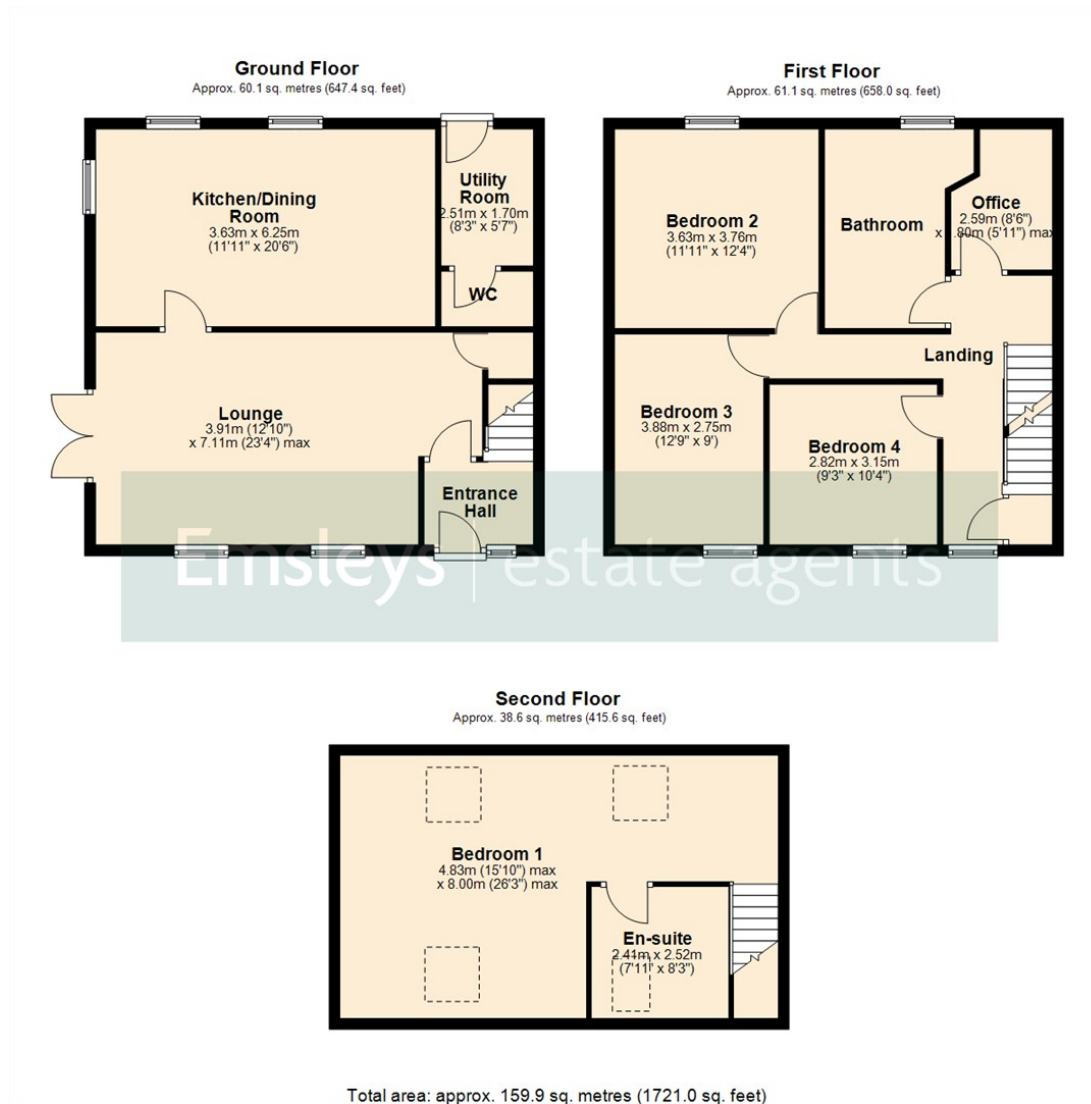 Ground Floor
Approx. 60.1 sq. metres (647.4 sq. feet)
Kitchen/Dining
Room
3.63m x 6.25m
(11'11" x 20'6")
Utility
Room
2.51m x 1.70m
(8'3" x 5'7")
WC
Lounge
3.91m (12'10")
x 7.11m (23'4") max
Entrance
Hall
First Floor
Approx. 61.1 sq. metres (658.0 sq. feet)
Bedroom 2
3.63m x 3.76m
(11'11" x 12'4")
Bathroom
Office
2.59m (8'6")
x .80m (5'11") max
Landing
Bedroom 3
3.88m x 2.75m
(12'9" x 9')
Bedroom 4
2.82m x 3.15m
(9'3" x 10'4")
Emsleys | estate agents
Second Floor
Approx. 38.6 sq. metres (415.6 sq. feet)
Bedroom 1
4.83m (15'10") max
x 8.00m (26'3") max
En-suite
2.41m x 2.52m
(7'11" x 8'3")
Total area: approx. 159.9 sq. metres (1721.0 sq. feet)